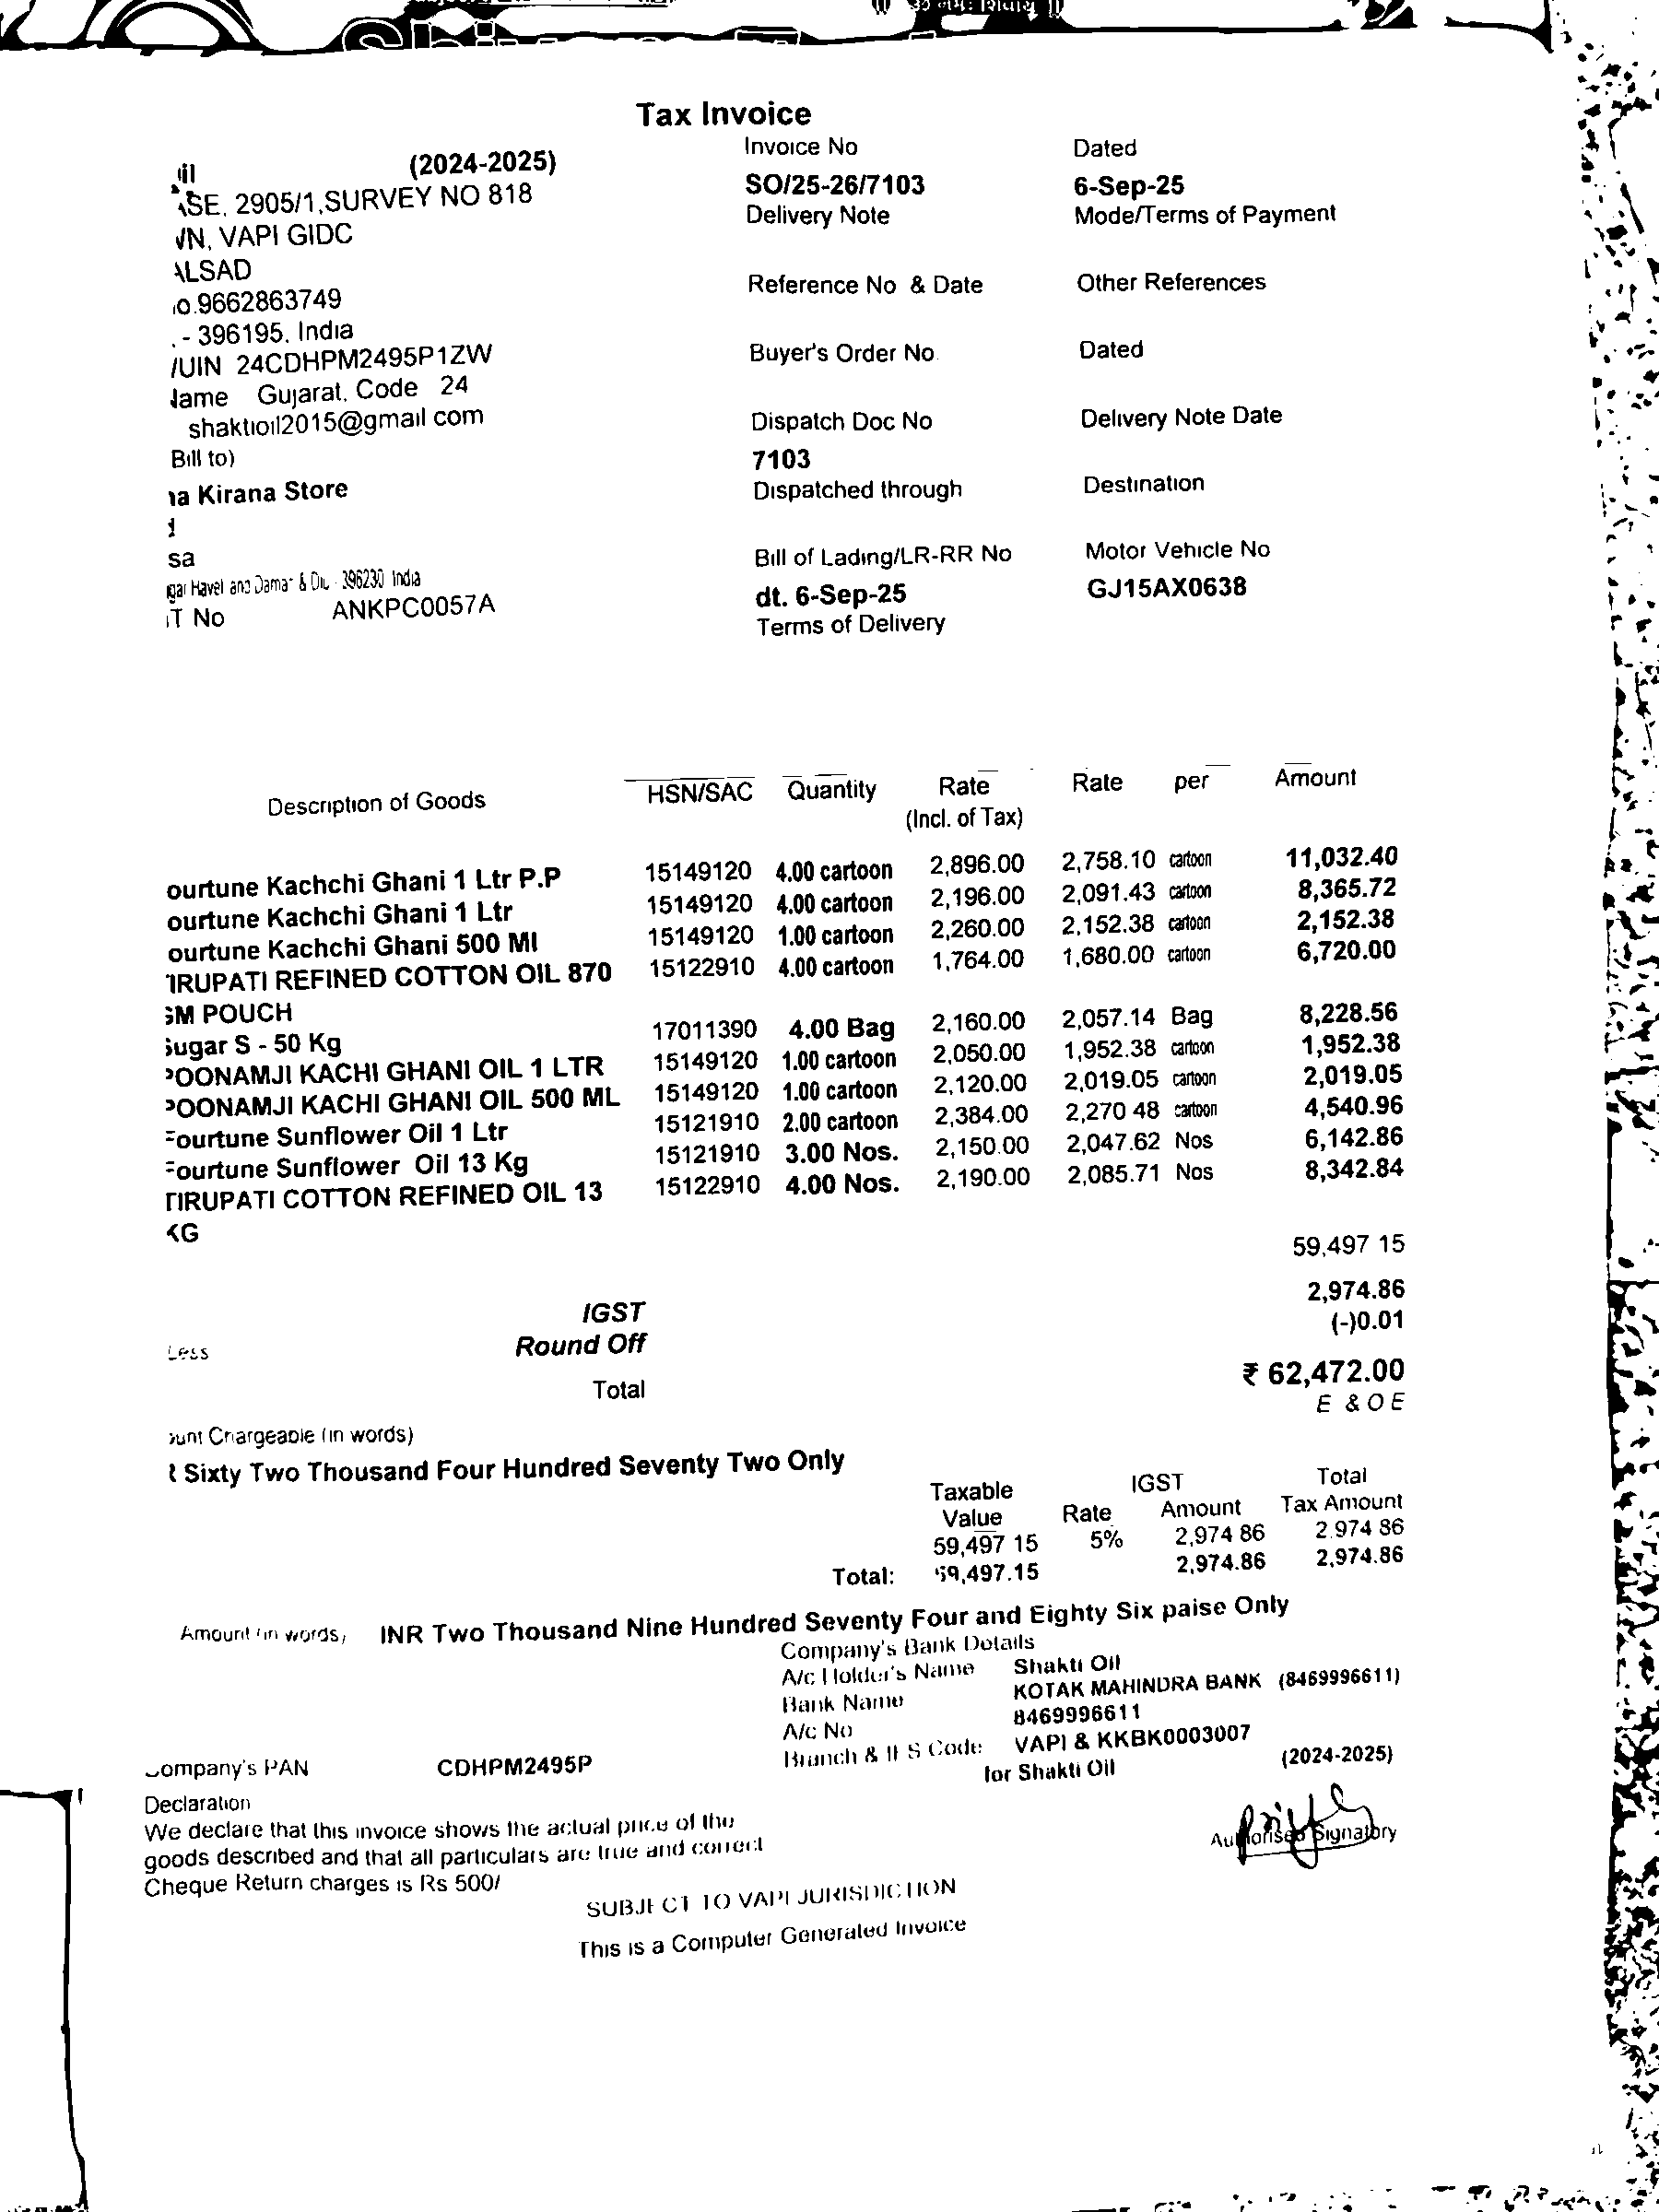 Tax Invoice
(2024-2025)
2905/1,SURVEY NO 818
VAPI GIDC
9662863749
- 396195, India
/UIN 24CDHPM2495P1ZW
Gujarat, Code 24
shaktioil2015@gmail com
Bill to)
Kirana Store
396230 India
No ANKPC0057A
Invoice No
SO/25-26/7103
Dated
6-Sep-25
Delivery Note
Mode/Terms of Payment
Reference No & Date
Other References
Buyer's Order No
Dated
Dispatch Doc No
7103
Delivery Note Date
Dispatched through
Destination
Bill of Lading/LR-RR No
dt. 6-Sep-25
Motor Vehicle No
GJ15AX0638
Terms of Delivery
Description of Goods HSN/SAC Quantity Rate (Incl. of Tax) Rate per Amount
ourtune Kachchi Ghani 1 Ltr P.P 15149120 4.00 cartoon 2,896.00 2,758.10 cartoon 11,032.40
ourtune Kachchi Ghani 1 Ltr 15149120 4.00 cartoon 2,196.00 2,091.43 cartoon 8,365.72
ourtune Kachchi Ghani 500 Ml 15149120 1.00 cartoon 2,260.00 2,152.38 cartoon 2,152.38
IRUPATI REFINED COTTON OIL 870 15122910 4.00 cartoon 1,764.00 1,680.00 cartoon 6,720.00
GM POUCH
Sugar S - 50 Kg 17011390 4.00 Bag 2,160.00 2,057.14 Bag 8,228.56
POONAMJI KACHI GHANI OIL 1 LTR 15149120 1.00 cartoon 2,050.00 1,952.38 cartoon 1,952.38
POONAMJI KACHI GHANI OIL 500 ML 15149120 1.00 cartoon 2,120.00 2,019.05 cartoon 2,019.05
Fourtune Sunflower Oil 1 Ltr 15121910 2.00 cartoon 2,384.00 2,270 48 cartoon 4,540.96
Fourtune Sunflower Oil 13 Kg 15121910 3.00 Nos. 2,150.00 2,047.62 Nos 6,142.86
TIRUPATI COTTON REFINED OIL 13 15122910 4.00 Nos. 2,190.00 2,085.71 Nos 8,342.84
KG
59,497 15
IGST 2,974.86
Less Round Off (-)0.01
Total ₹ 62,472.00
E & O E
Chargeable (in words)
Sixty Two Thousand Four Hundred Seventy Two Only
Taxable Value IGST Rate Amount Total Tax Amount
59,497 15 5% 2,974 86 2,974 86
Total: 59,497.15 2,974.86 2,974.86
Amount (in words) INR Two Thousand Nine Hundred Seventy Four and Eighty Six paise Only
Company's Bank Details
A/c Holder's Name Shakti Oil
Bank Name KOTAK MAHINDRA BANK (8469996611)
A/c No 8469996611
Branch & IFS Code VAPI & KKBK0003007
Company's PAN CDHPM2495P
for Shakti Oil (2024-2025)
Declaration
We declare that this invoice shows the actual price of the
goods described and that all particulars are true and correct
Cheque Return charges is Rs 500/
Authorised Signatory
SUBJECT TO VAPI JURISDICTION
This is a Computer Generated Invoice